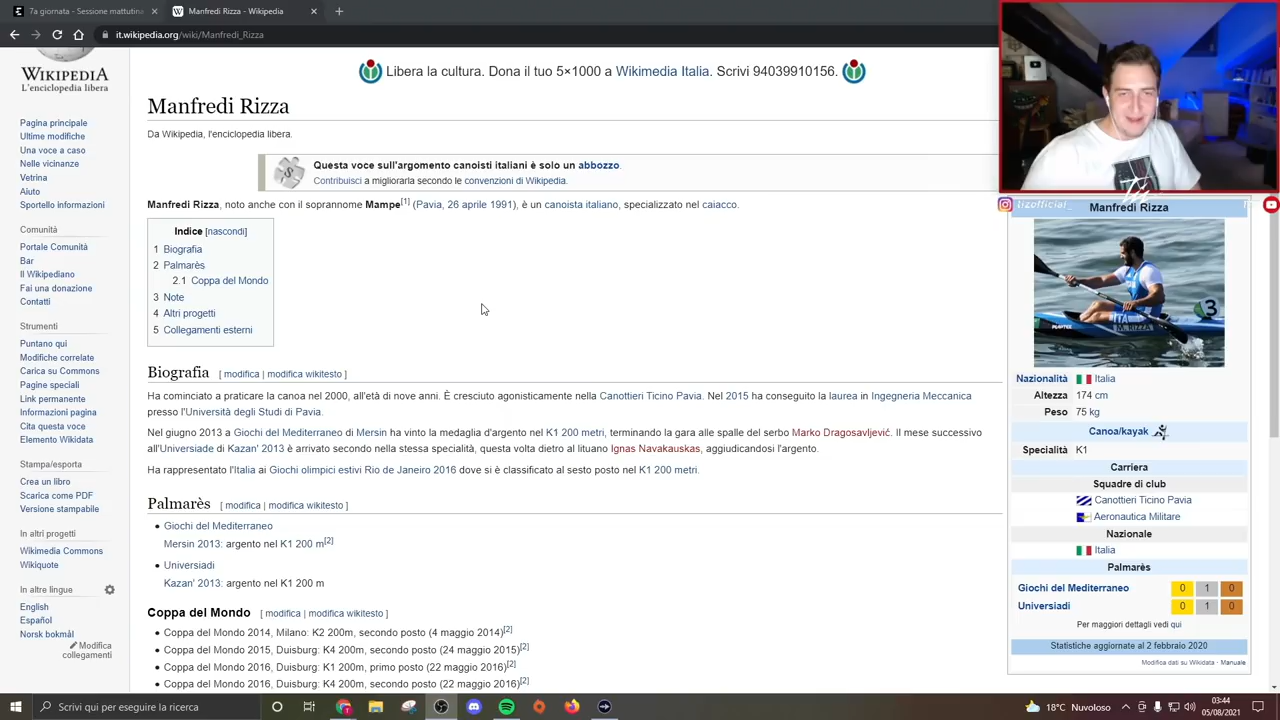 7a giornata - Sessione mattutina
Manfredi Rizza - Wikipedia
it.wikipedia.org/wiki/Manfredi_Rizza
WIKIPEDIA
L'enciclopedia libera
Pagina principale
Ultime modifiche
Una voce a caso
Nelle vicinanze
Vetrina
Aiuto
Sportello informazioni
Comunità
Portale Comunità
Bar
Il Wikipediano
Fai una donazione
Contatti
Strumenti
Puntano qui
Modifiche correlate
Carica su Commons
Pagine speciali
Link permanente
Informazioni pagina
Cita questa voce
Elemento Wikidata
Stampa/esporta
Crea un libro
Scarica come PDF
Versione stampabile
In altri progetti
Wikimedia Commons
Wikiquote
In altre lingue
English
Español
Norsk bokmål
Modifica
collegamenti
Libera la cultura. Dona il tuo 5×1000 a Wikimedia Italia. Scrivi 94039910156.
Manfredi Rizza
Da Wikipedia, l'enciclopedia libera.
Questa voce sull'argomento canoisti italiani è solo un abbozzo.
Contribuisci a migliorarla secondo le convenzioni di Wikipedia.
Manfredi Rizza, noto anche con il soprannome Mampe[1] (Pavia, 26 aprile 1991), è un canoista italiano, specializzato nel caiacco.
Indice [nascondi]
1 Biografia
2 Palmarès
2.1 Coppa del Mondo
3 Note
4 Altri progetti
5 Collegamenti esterni
Biografia [ modifica | modifica wikitesto ]
Ha cominciato a praticare la canoa nel 2000, all'età di nove anni. È cresciuto agonisticamente nella Canottieri Ticino Pavia. Nel 2015 ha conseguito la laurea in Ingegneria Meccanica
presso l'Università degli Studi di Pavia.
Nel giugno 2013 a Giochi del Mediterraneo di Mersin ha vinto la medaglia d'argento nel K1 200 metri, terminando la gara alle spalle del serbo Marko Dragosavljević. Il mese successivo
all'Universiade di Kazan' 2013 è arrivato secondo nella stessa specialità, questa volta dietro al lituano Ignas Navakauskas, aggiudicandosi l'argento.
Ha rappresentato l'Italia ai Giochi olimpici estivi Rio de Janeiro 2016 dove si è classificato al sesto posto nel K1 200 metri.
Palmarès [ modifica | modifica wikitesto ]
Giochi del Mediterraneo
Mersin 2013: argento nel K1 200 m[2]
Universiadi
Kazan' 2013: argento nel K1 200 m
Coppa del Mondo [ modifica | modifica wikitesto ]
Coppa del Mondo 2014, Milano: K2 200m, secondo posto (4 maggio 2014)[2]
Coppa del Mondo 2015, Duisburg: K4 200m, secondo posto (24 maggio 2015)[2]
Coppa del Mondo 2016, Duisburg: K1 200m, primo posto (22 maggio 2016)[2]
Coppa del Mondo 2016, Duisburg: K4 200m, secondo posto (22 maggio 2016)[2]
tizofficial_
Manfredi Rizza
ITA
M. RIZZA
3
Nazionalità Italia
Altezza 174 cm
Peso 75 kg
Canoa/kayak
Specialità K1
Carriera
Squadre di club
Canottieri Ticino Pavia
Aeronautica Militare
Nazionale
Italia
Palmarès
Giochi del Mediterraneo 0 1 0
Universiadi 0 1 0
Per maggiori dettagli vedi qui
Statistiche aggiornate al 2 febbraio 2020
Modifica dati su Wikidata · Manuale
Scrivi qui per eseguire la ricerca
18°C Nuvoloso
03:44
05/08/2021